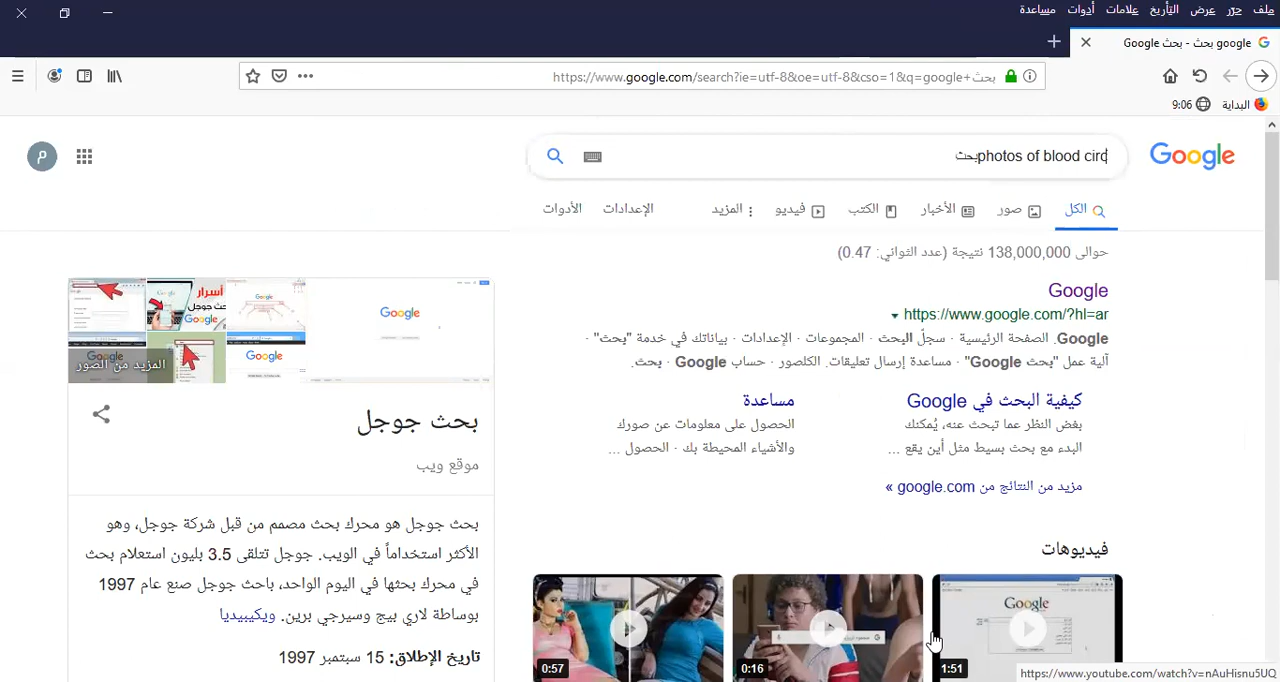 ملف حرّر عرض التأريخ علامات أدوات مساعدة
google بحث - بحث Google
https://www.google.com/search?ie=utf-8&oe=utf-8&cso=1&q=google+بحث
البداية 9:06
Google
photos of blood circبحث
م
الكل صور الأخبار الكتب فيديو المزيد الإعدادات الأدوات
حوالى 138,000,000 نتيجة (عدد الثواني: 0.47)
Google
https://www.google.com/?hl=ar
Google. الصفحة الرئيسية · سجلّ البحث · المجموعات · الإعدادات · بياناتك في خدمة "بحث" ·
آلية عمل "بحث Google" · مساعدة إرسال تعليقات. الكلصور · حساب Google · بحث.
كيفية البحث في Google
بغض النظر عما تبحث عنه، يُمكنك
البدء مع بحث بسيط مثل أين يقع ...
مساعدة
الحصول على معلومات عن صورك
والأشياء المحيطة بك · الحصول ...
مزيد من النتائج من google.com »
فيديوهات
Google
1:51
0:16
0:57
https://www.youtube.com/watch?v=nAuHisnu5UQ
أسرار
Google
Google
Google
المزيد من الصور
بحث جوجل
موقع ويب
بحث جوجل هو محرك بحث مصمم من قبل شركة جوجل، وهو
الأكثر استخداماً في الويب. جوجل تتلقى 3.5 بليون استعلام بحث
في محرك بحثها في اليوم الواحد، باحث جوجل صنع عام 1997
بوساطة لاري بيج وسيرجي برين. ويكيبيديا
تاريخ الإطلاق: 15 سبتمبر 1997